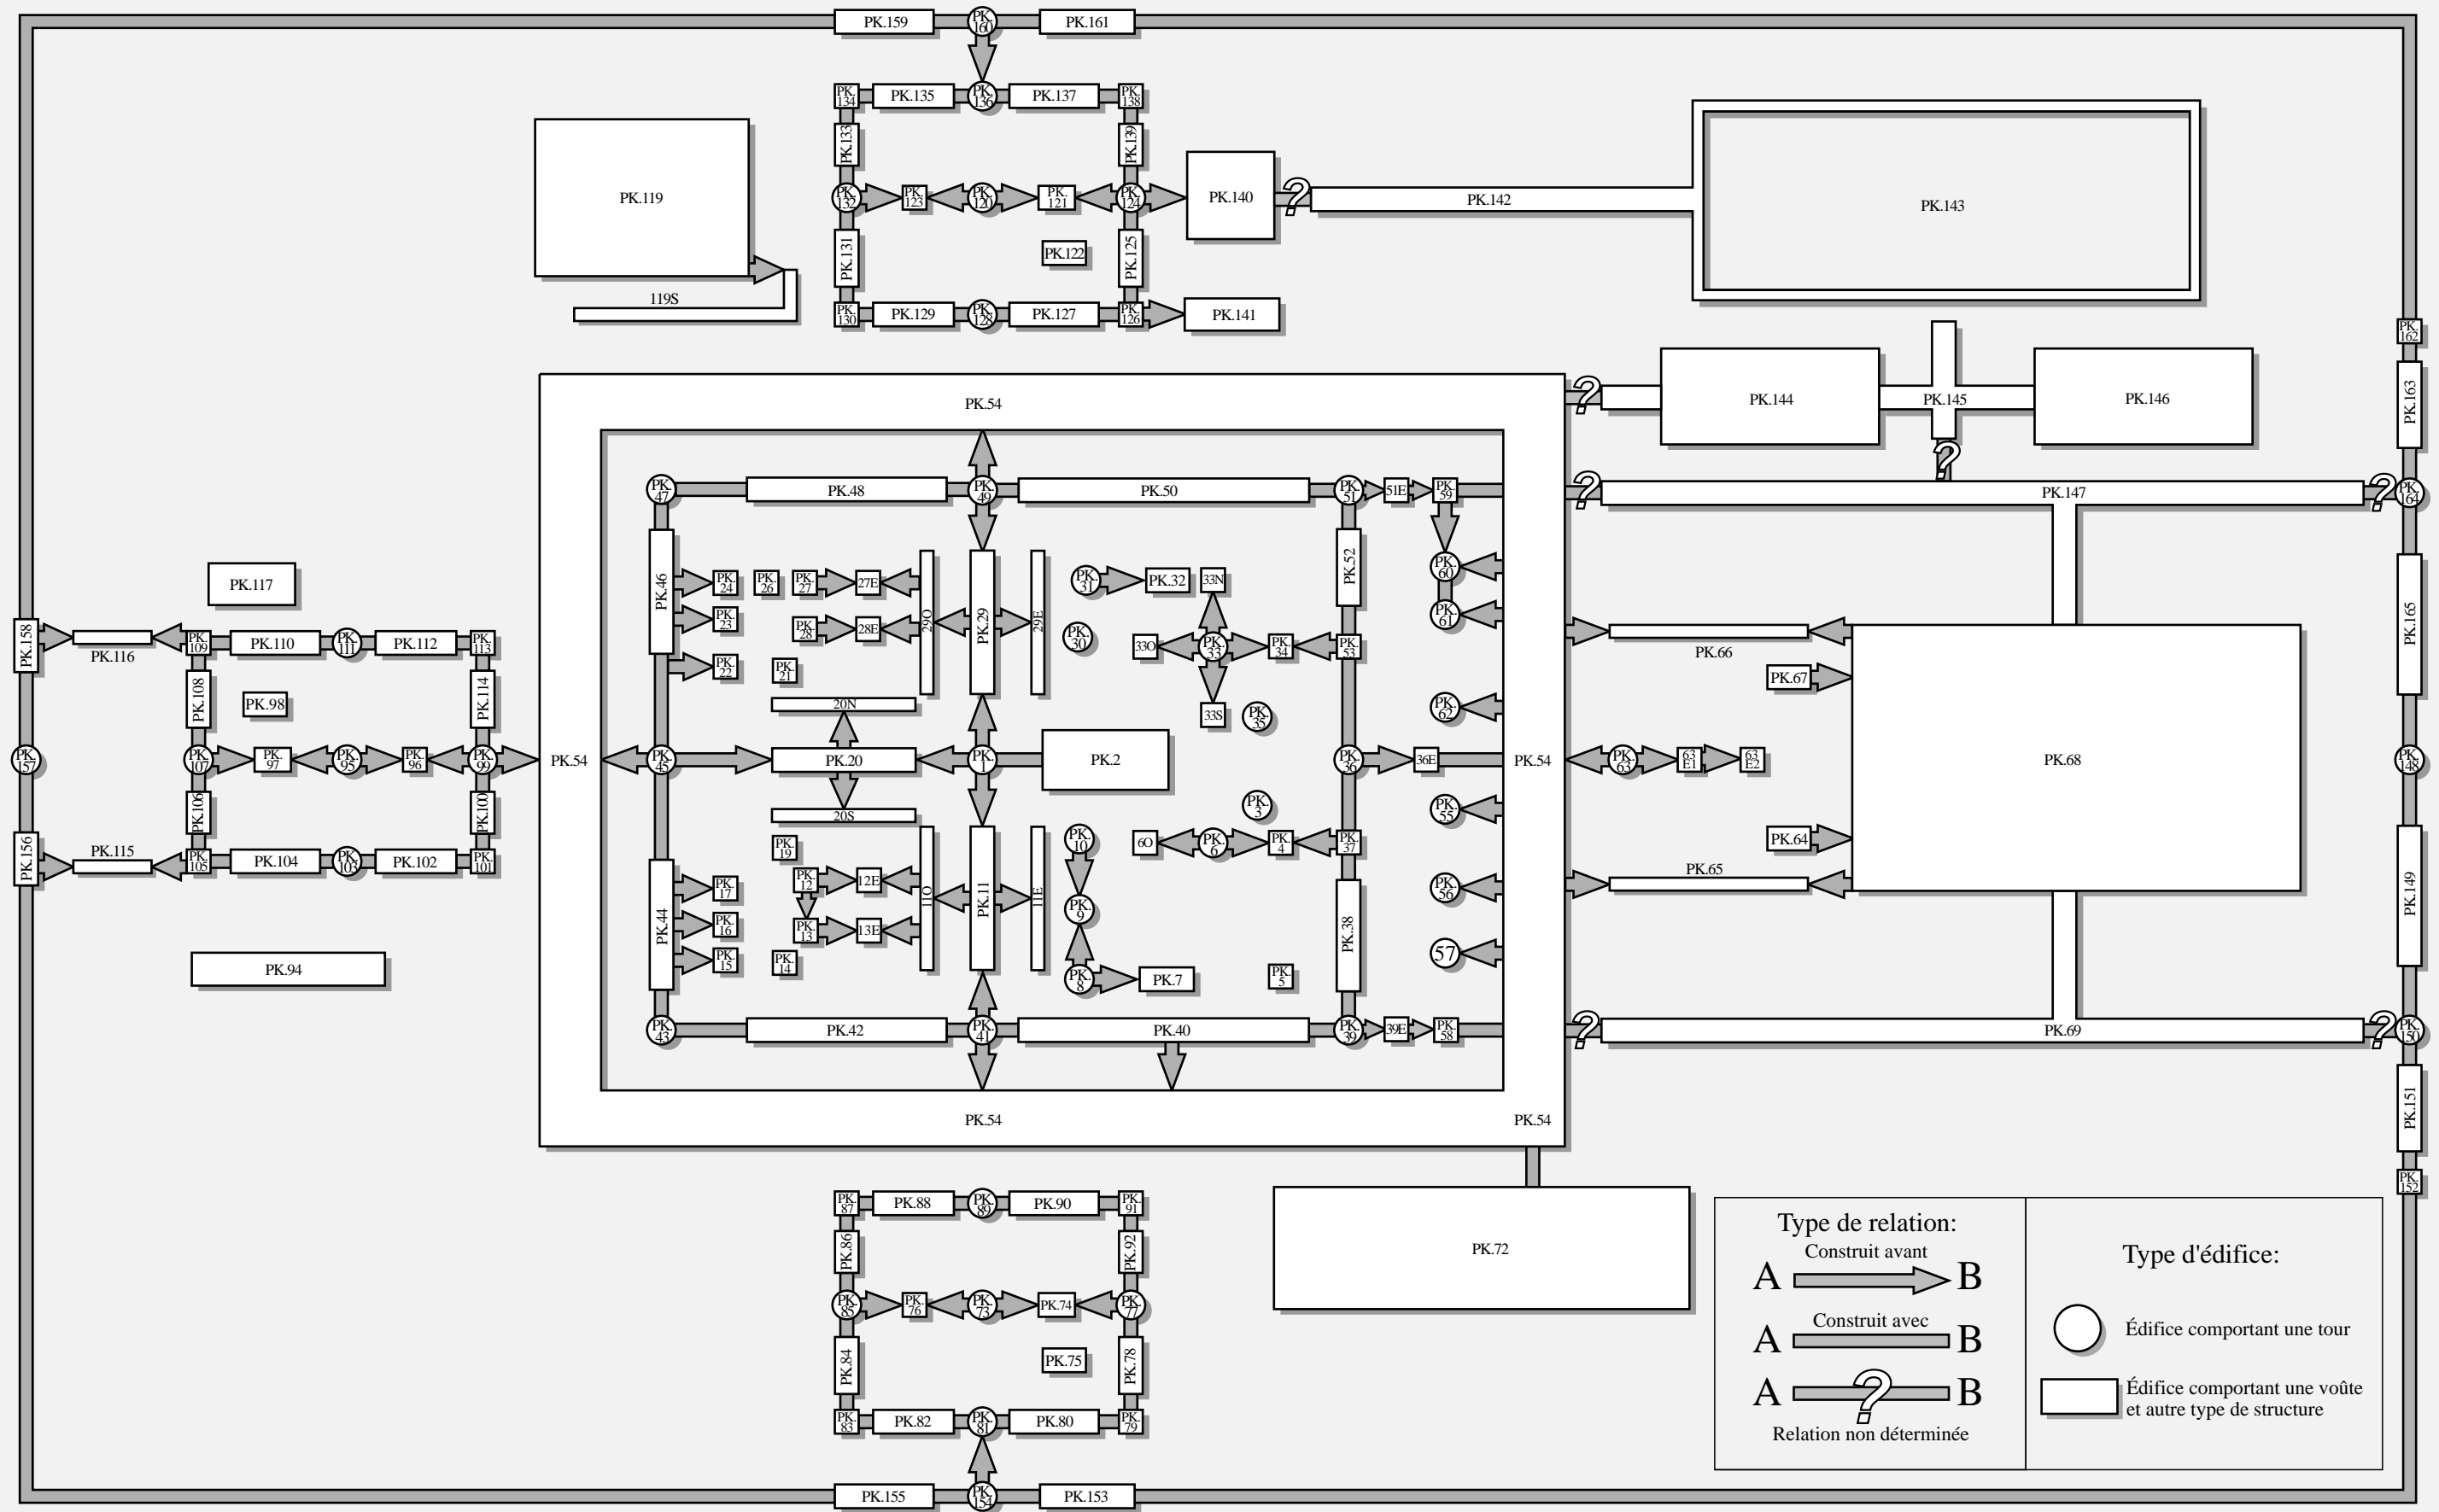 PK.159
PK.
160
PK.161
PK.
134
PK.135
PK.
136
PK.137
PK.
138
PK.133
PK.139
PK.119
PK.
132
PK.
123
PK.
120
PK.
121
PK.
124
PK.140
?
PK.142
PK.143
PK.131
PK.122
PK.125
119S
PK.
130
PK.129
PK.
128
PK.127
PK.
126
PK.141
PK.
162
PK.54
?
PK.144
PK.145
PK.146
PK.163
?
PK.
47
PK.48
PK.
49
PK.50
PK.
51
51E
PK.
59
?
PK.147
?
PK.
164
PK.46
PK.
24
PK.
26
PK.
27
27E
29O
PK.29
29E
PK.
31
PK.32
33N
PK.52
PK.
60
PK.117
PK.
23
PK.
28
28E
PK.
30
PK.
61
PK.165
PK.158
PK.116
PK.
109
PK.110
PK.
111
PK.112
PK.
113
PK.
22
PK.
21
33O
PK.
33
PK.
34
PK.
53
PK.66
PK.67
PK.108
PK.98
PK.114
20N
33S
PK.
35
PK.
62
PK.
157
PK.
107
PK.
97
PK.
95
PK.
96
PK.
99
PK.54
PK.
45
PK.20
PK.
1
PK.2
PK.
36
36E
PK.54
PK.
63
63
E1
63
E2
PK.68
PK.
148
PK.106
PK.100
20S
PK.
3
PK.
55
PK.156
PK.115
PK.
105
PK.104
PK.
103
PK.102
PK.
101
PK.
19
PK.
10
6O
PK.
6
PK.
4
PK.
37
PK.64
PK.65
PK.44
PK.
17
PK.
12
12E
11O
PK.11
11E
PK.
56
PK.149
PK.
16
PK.
13
13E
PK.
9
PK.38
57
PK.94
PK.
15
PK.
14
PK.
8
PK.7
PK.
5
PK.
43
PK.42
PK.
41
PK.40
PK.
39
39E
PK.
58
?
PK.69
?
PK.
150
PK.54
PK.54
PK.151
PK.
152
PK.
87
PK.88
PK.
89
PK.90
PK.
91
PK.86
PK.92
PK.72
PK.
85
PK.
76
PK.
73
PK.74
PK.
77
PK.84
PK.75
PK.78
PK.
83
PK.82
PK.
81
PK.80
PK.
79
PK.155
PK.
154
PK.153
Type de relation:
Construit avant
A B
Construit avec
A B
A ? B
Relation non déterminée
Type d'édifice:
Édifice comportant une tour
Édifice comportant une voûte
et autre type de structure